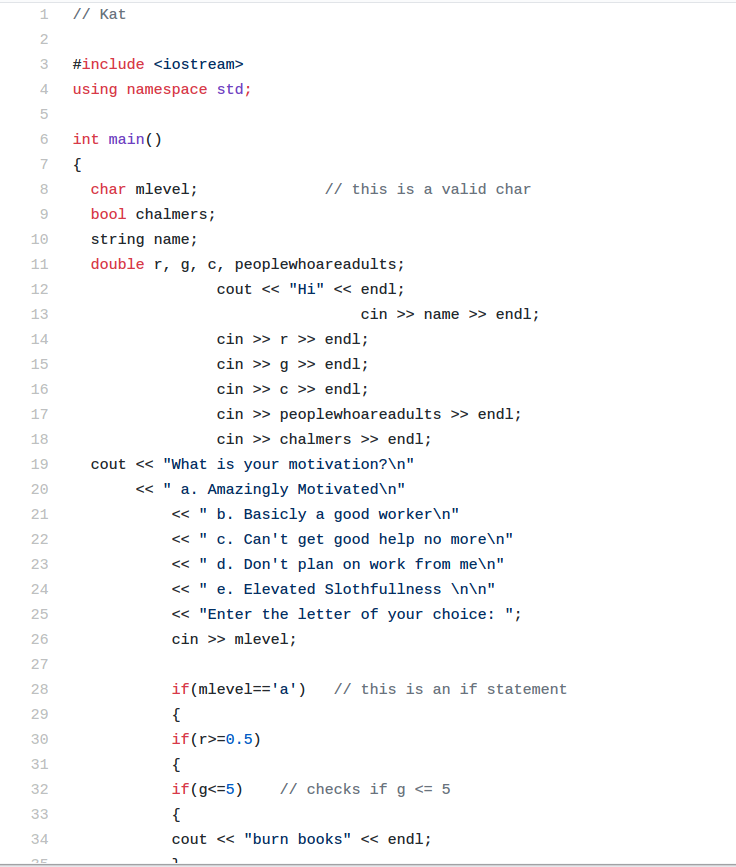 1 // Kat
2
3 #include <iostream>
4 using namespace std;
5
6 int main()
7 {
8 char mlevel; // this is a valid char
9 bool chalmers;
10 string name;
11 double r, g, c, peoplewhoareadults;
12 cout << "Hi" << endl;
13 cin >> name >> endl;
14 cin >> r >> endl;
15 cin >> g >> endl;
16 cin >> c >> endl;
17 cin >> peoplewhoareadults >> endl;
18 cin >> chalmers >> endl;
19 cout << "What is your motivation?\n"
20 << " a. Amazingly Motivated\n"
21 << " b. Basicly a good worker\n"
22 << " c. Can't get good help no more\n"
23 << " d. Don't plan on work from me\n"
24 << " e. Elevated Slothfullness \n\n"
25 << "Enter the letter of your choice: ";
26 cin >> mlevel;
27
28 if(mlevel=='a') // this is an if statement
29 {
30 if(r>=0.5)
31 {
32 if(g<=5) // checks if g <= 5
33 {
34 cout << "burn books" << endl;
35 }